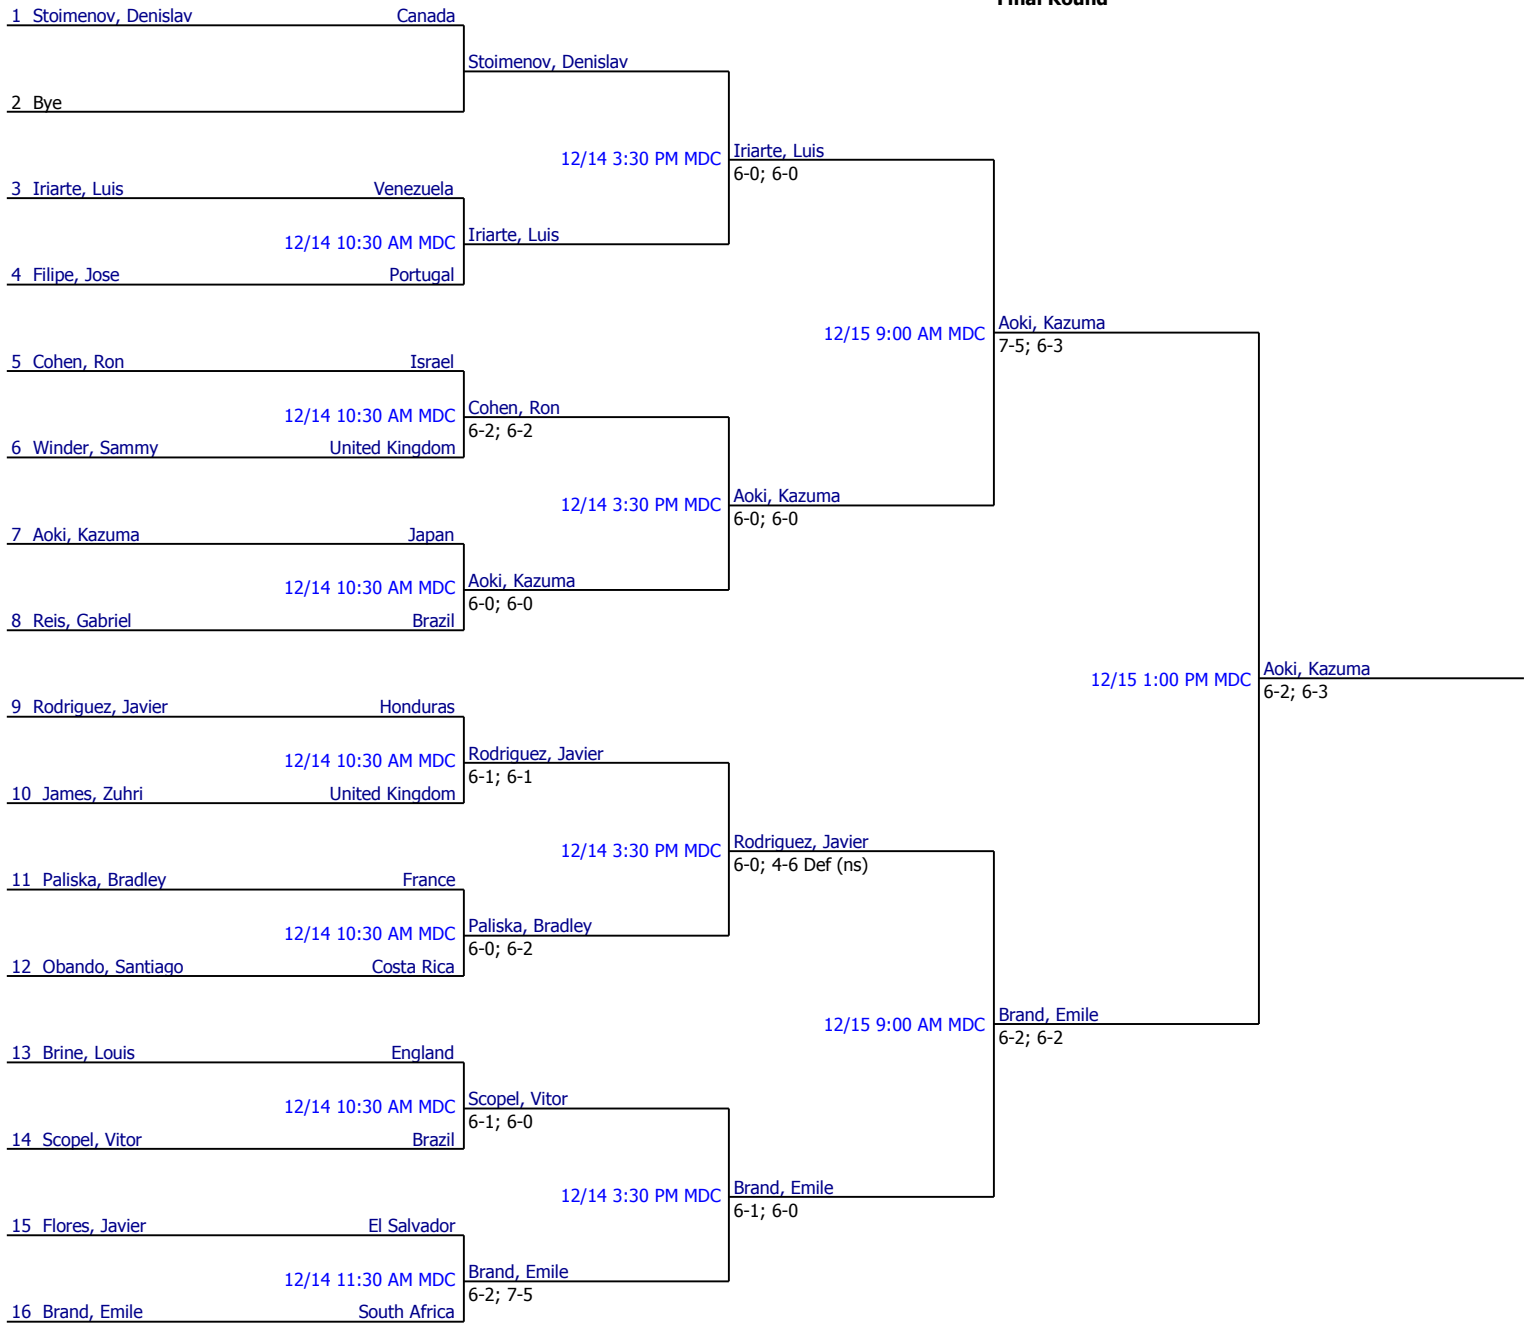 Final Round
1 Stoimenov, Denislav Canada
Stoimenov, Denislav
2 Bye
12/14 3:30 PM MDC Iriarte, Luis
6-0; 6-0
3 Iriarte, Luis Venezuela
12/14 10:30 AM MDC Iriarte, Luis
4 Filipe, Jose Portugal
12/15 9:00 AM MDC Aoki, Kazuma
7-5; 6-3
5 Cohen, Ron Israel
12/14 10:30 AM MDC Cohen, Ron
6-2; 6-2
6 Winder, Sammy United Kingdom
12/14 3:30 PM MDC Aoki, Kazuma
6-0; 6-0
7 Aoki, Kazuma Japan
12/14 10:30 AM MDC Aoki, Kazuma
6-0; 6-0
8 Reis, Gabriel Brazil
12/15 1:00 PM MDC Aoki, Kazuma
6-2; 6-3
9 Rodriguez, Javier Honduras
12/14 10:30 AM MDC Rodriguez, Javier
6-1; 6-1
10 James, Zuhri United Kingdom
12/14 3:30 PM MDC Rodriguez, Javier
6-0; 4-6 Def (ns)
11 Paliska, Bradley France
12/14 10:30 AM MDC Paliska, Bradley
6-0; 6-2
12 Obando, Santiago Costa Rica
12/15 9:00 AM MDC Brand, Emile
6-2; 6-2
13 Brine, Louis England
12/14 10:30 AM MDC Scopel, Vitor
6-1; 6-0
14 Scopel, Vitor Brazil
12/14 3:30 PM MDC Brand, Emile
6-1; 6-0
15 Flores, Javier El Salvador
12/14 11:30 AM MDC Brand, Emile
6-2; 7-5
16 Brand, Emile South Africa